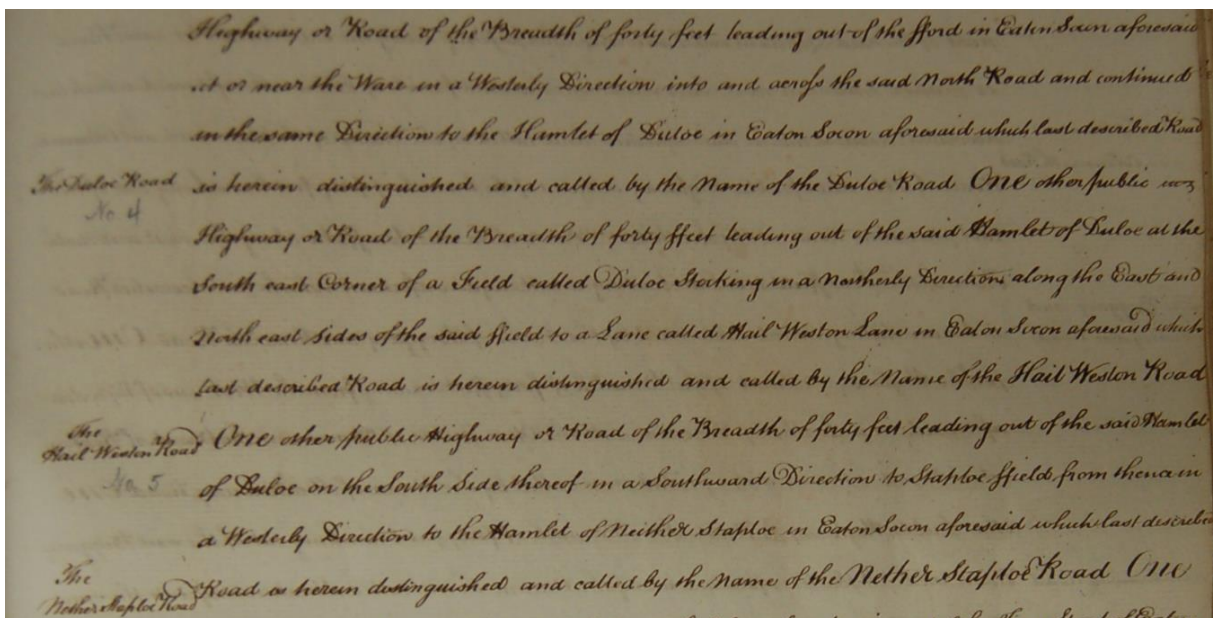 Highway or Road of the Breadth of forty feet leading out of the fford in Eaton Socon aforesaid
at or near the Ware in a Westerly Direction into and across the said North Road and continued
in the same Direction to the Hamlet of Duloe in Eaton Socon aforesaid which last described Road
The Duloe Road
No 4
is herein distinguished and called by the Name of the Duloe Road One other public
Highway or Road of the Breadth of forty ffeet leading out of the said Hamlet of Duloe at the
South east Corner of a Field called Duloe Stocking in a Northerly Direction along the East and
North east Sides of the said ffield to a Lane called Hail Weston Lane in Eaton Socon aforesaid which
last described Road is herein distinguished and called by the Name of the Hail Weston Road
The
Hail Weston Road
No 5
One other public Highway or Road of the Breadth of forty feet leading out of the said Hamlet
of Duloe on the South Side thereof in a Southward Direction to Staploe ffield from thence in
a Westerly Direction to the Hamlet of Neither Staploe in Eaton Socon aforesaid which last described
The
Nether Staploe Road
Road is herein distinguished and called by the Name of the Nether Staploe Road One